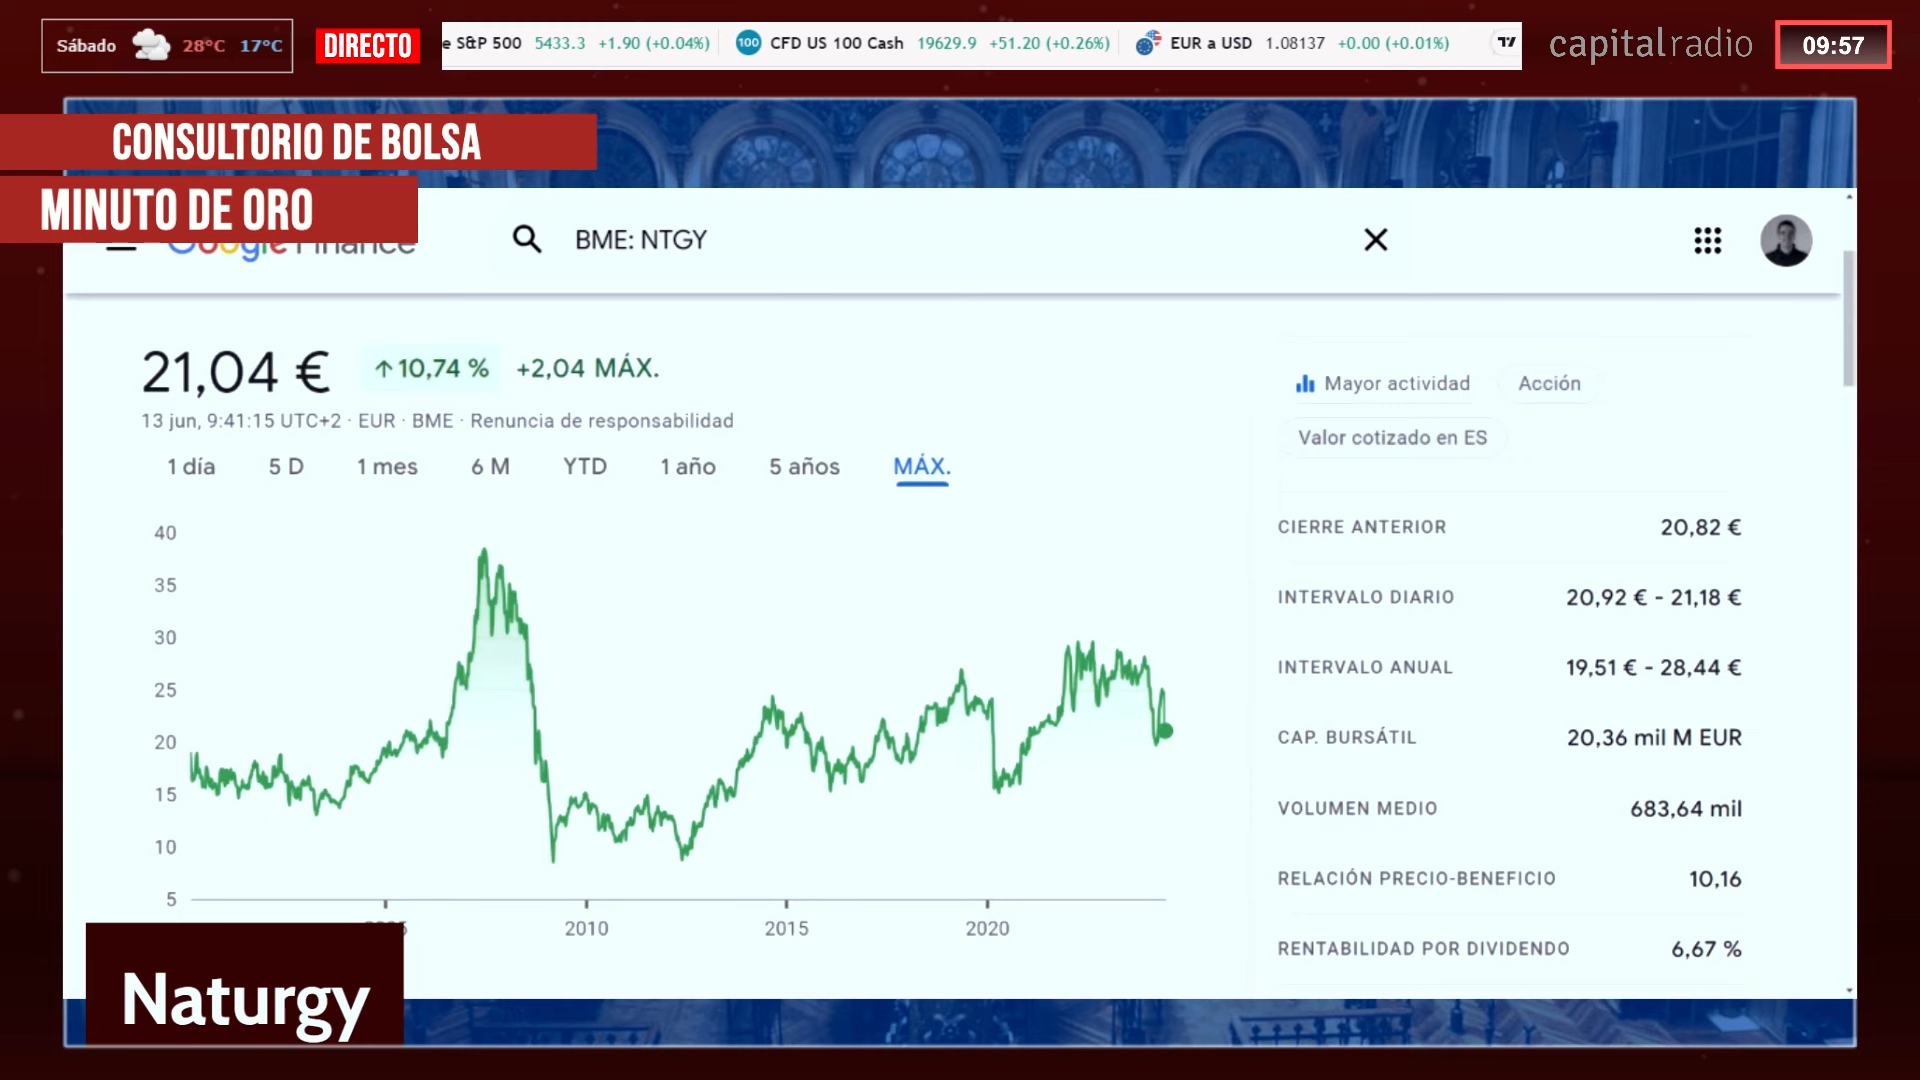 Sábado 28°C 17°C DIRECTO e S&P 500 5433.3 +1.90 (+0.04%) 100 CFD US 100 Cash 19629.9 +51.20 (+0.26%) EUR a USD 1.08137 +0.00 (+0.01%) capitalradio 09:57
CONSULTORIO DE BOLSA
MINUTO DE ORO
Google Finance BME: NTGY
21,04 € ↑10,74 % +2,04 MÁX.
13 jun, 9:41:15 UTC+2 · EUR · BME · Renuncia de responsabilidad
1 día 5 D 1 mes 6 M YTD 1 año 5 años MÁX.
40
35
30
25
20
15
10
5
2010 2015 2020
Mayor actividad Acción
Valor cotizado en ES
CIERRE ANTERIOR 20,82 €
INTERVALO DIARIO 20,92 € - 21,18 €
INTERVALO ANUAL 19,51 € - 28,44 €
CAP. BURSÁTIL 20,36 mil M EUR
VOLUMEN MEDIO 683,64 mil
RELACIÓN PRECIO-BENEFICIO 10,16
RENTABILIDAD POR DIVIDENDO 6,67 %
Naturgy